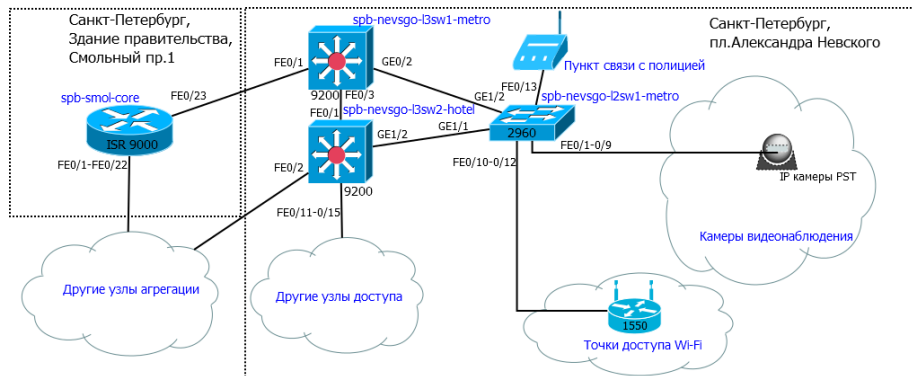 Санкт-Петербург,
Здание правительства,
Смольный пр.1
spb-smol-core
FE0/23
ISR 9000
FE0/1-FE0/22
Другие узлы агрегации
spb-nevsgo-l3sw1-metro
FE0/1
GE0/2
9200
FE0/3
FE0/1
spb-nevsgo-l3sw2-hotel
GE1/2
FE0/2
9200
FE0/11-0/15
Другие узлы доступа
Санкт-Петербург,
пл.Александра Невского
Пункт связи с полицией
FE0/13
spb-nevsgo-l2sw1-metro
GE1/2
GE1/1
2960
FE0/10-0/12
FE0/1-0/9
IP камеры PST
Камеры видеонаблюдения
1550
Точки доступа Wi-Fi